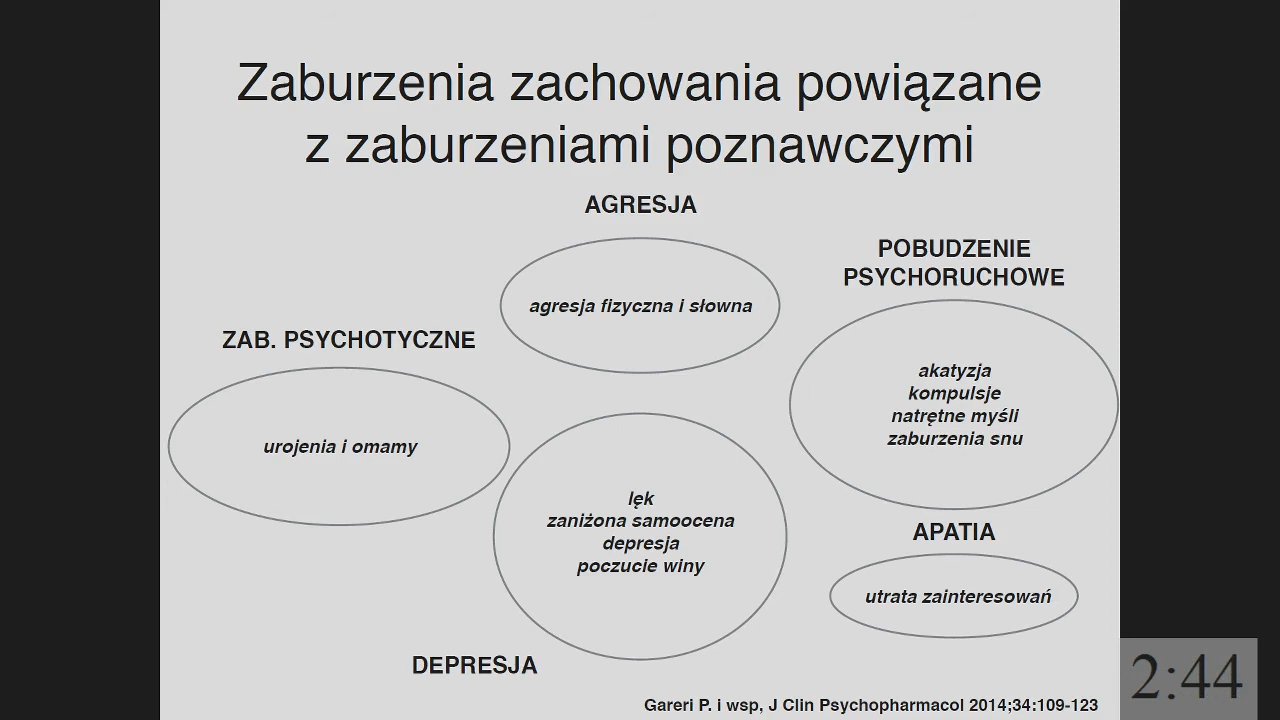 Zaburzenia zachowania powiązane
z zaburzeniami poznawczymi
AGRESJA
agresja fizyczna i słowna
POBUDZENIE
PSYCHORUCHOWE
akatyzja
kompulsje
natrętne myśli
zaburzenia snu
ZAB. PSYCHOTYCZNE
urojenia i omamy
lęk
zaniżona samoocena
depresja
poczucie winy
DEPRESJA
APATIA
utrata zainteresowań
Gareri P. i wsp, J Clin Psychopharmacol 2014;34:109-123
2:44